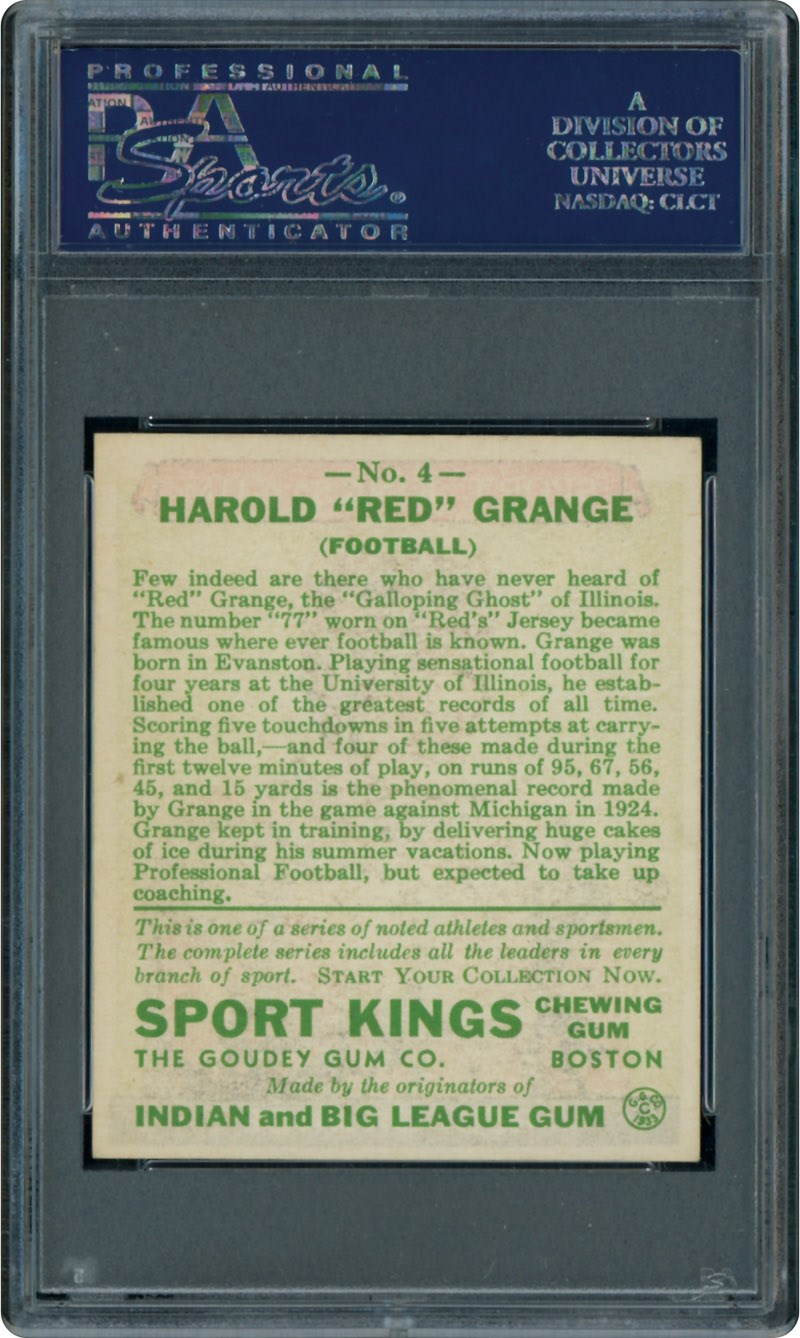 PROFESSIONAL
PSA
Sports®
AUTHENTICATOR
A
DIVISION OF
COLLECTORS
UNIVERSE
NASDAQ: CLCT
—No. 4—
HAROLD “RED” GRANGE
(FOOTBALL)
Few indeed are there who have never heard of
“Red” Grange, the “Galloping Ghost” of Illinois.
The number “77” worn on “Red’s” Jersey became
famous where ever football is known. Grange was
born in Evanston. Playing sensational football for
four years at the University of Illinois, he estab-
lished one of the greatest records of all time.
Scoring five touchdowns in five attempts at carry-
ing the ball,—and four of these made during the
first twelve minutes of play, on runs of 95, 67, 56,
45, and 15 yards is the phenomenal record made
by Grange in the game against Michigan in 1924.
Grange kept in training, by delivering huge cakes
of ice during his summer vacations. Now playing
Professional Football, but expected to take up
coaching.
This is one of a series of noted athletes and sportsmen.
The complete series includes all the leaders in every
branch of sport. START YOUR COLLECTION NOW.
SPORT KINGS CHEWING GUM
THE GOUDEY GUM CO. BOSTON
Made by the originators of
INDIAN and BIG LEAGUE GUM
1933